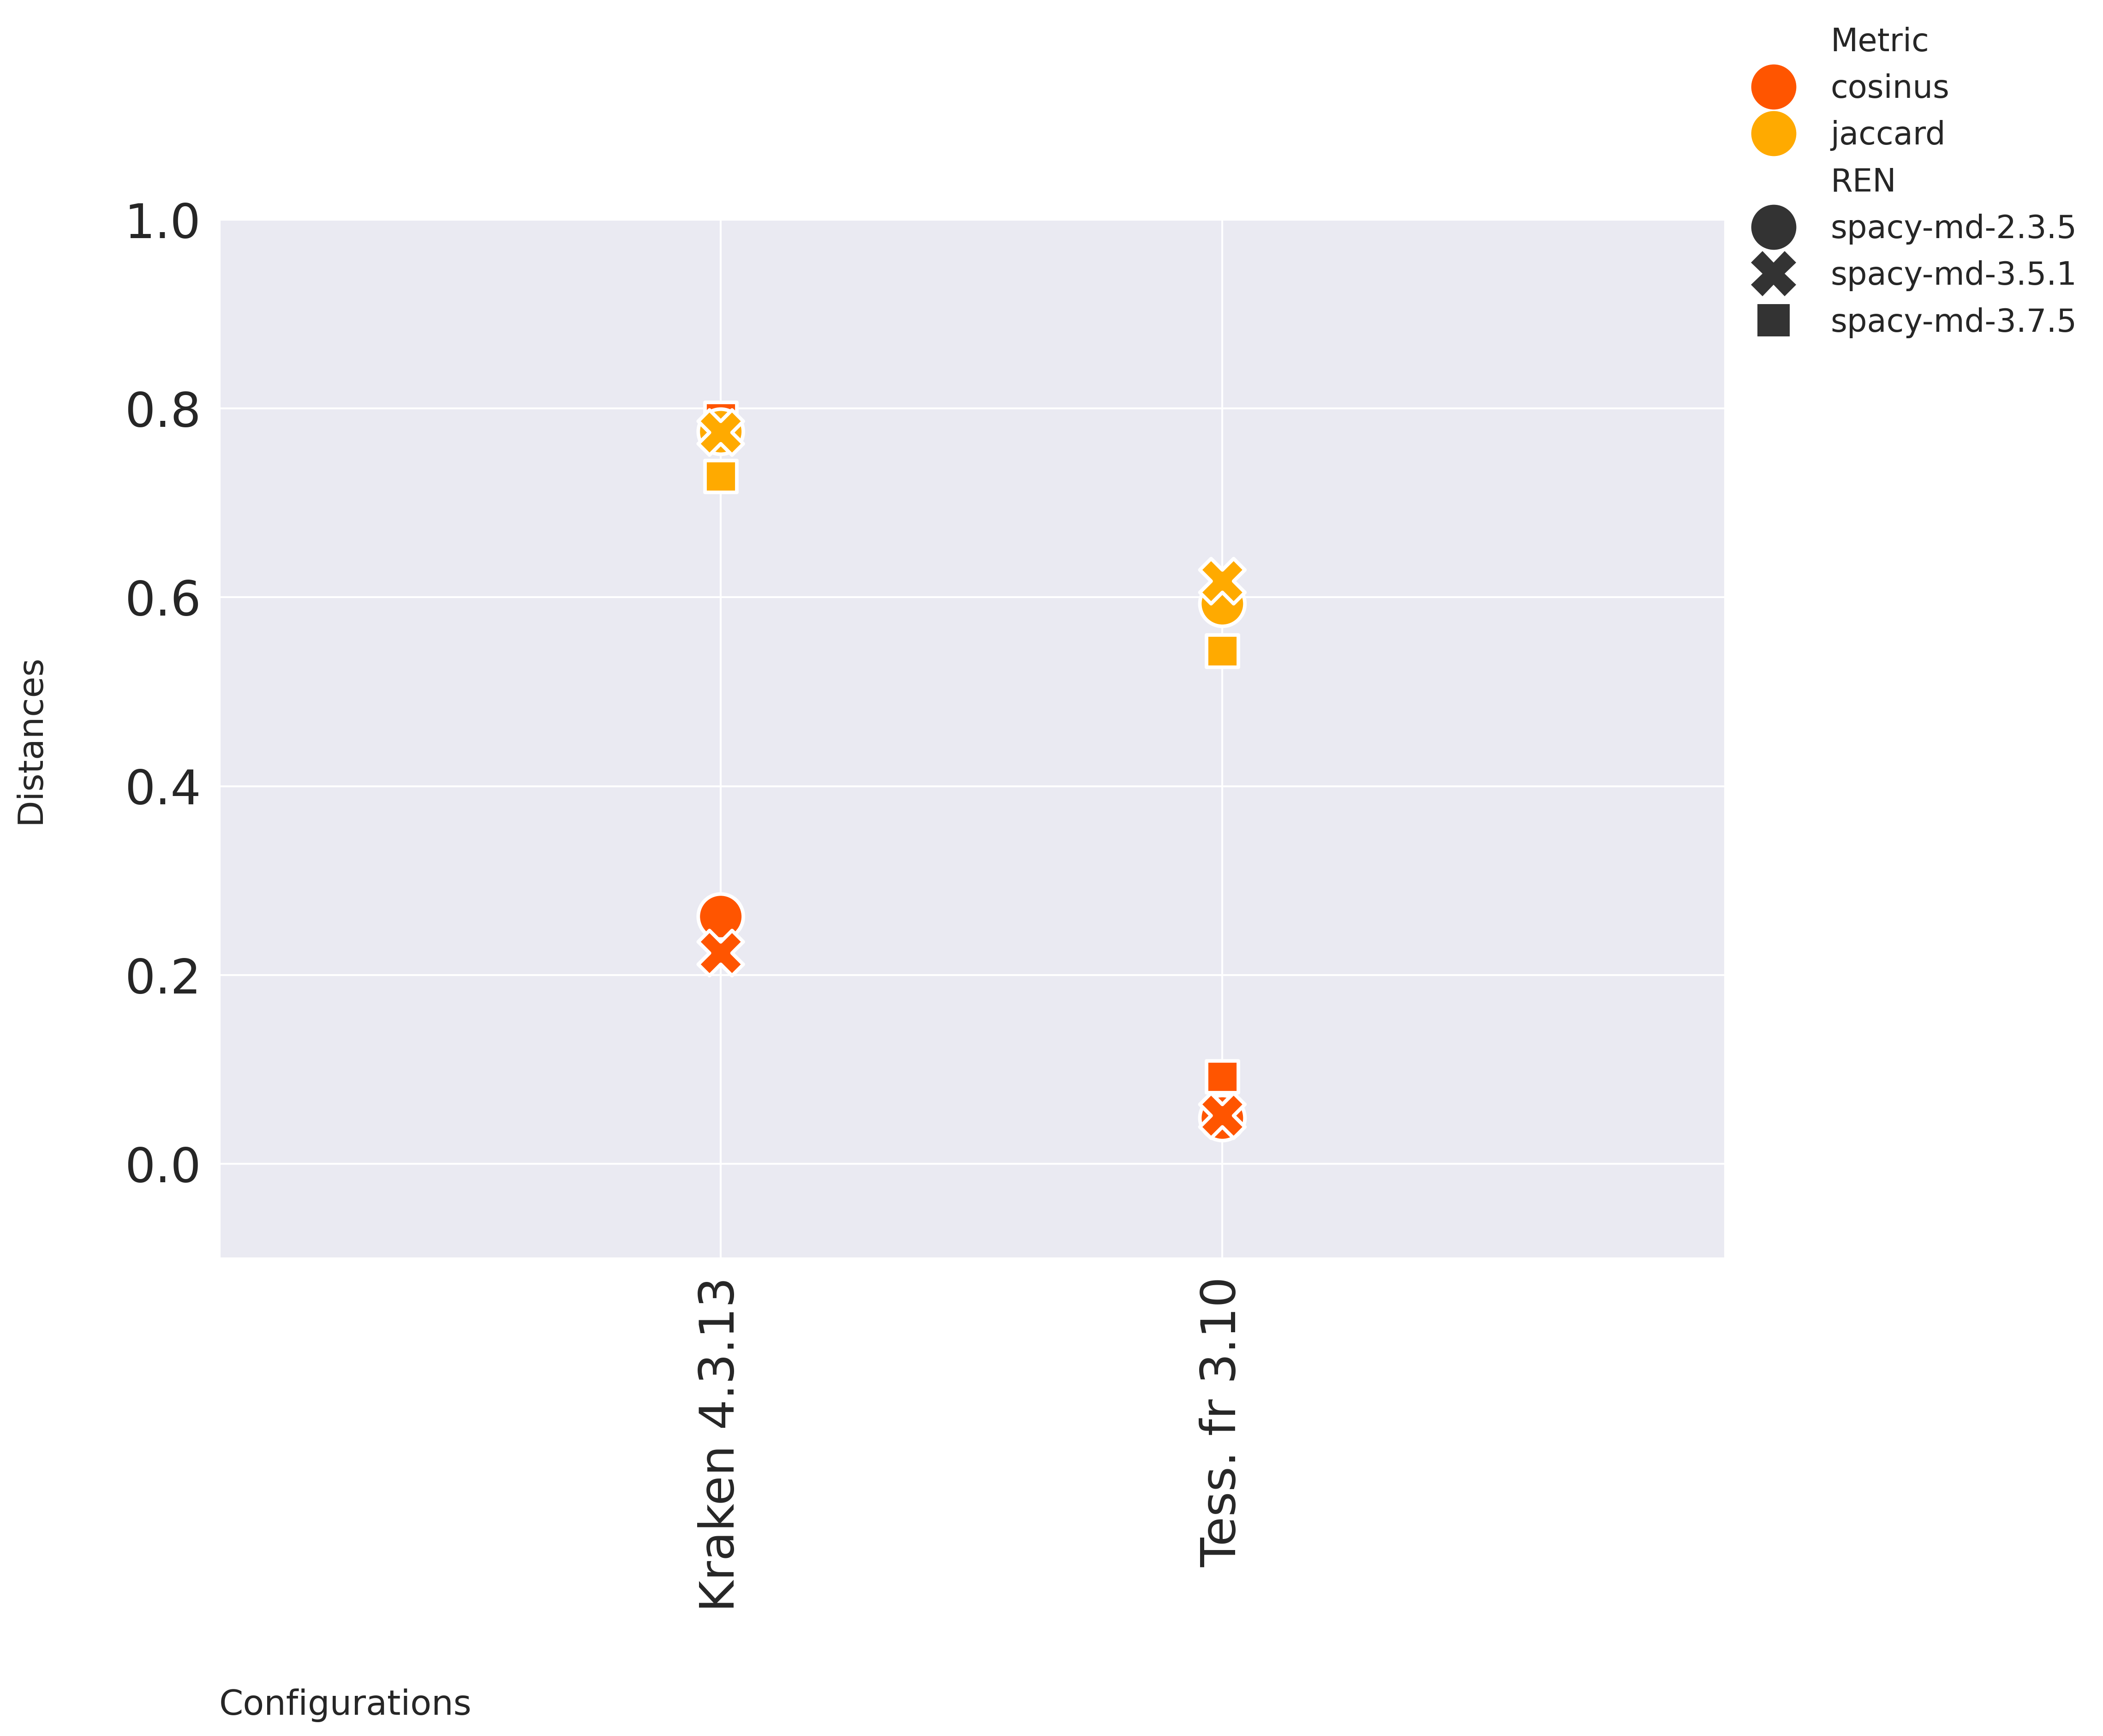 Metric
cosinus
jaccard
REN
spacy-md-2.3.5
spacy-md-3.5.1
spacy-md-3.7.5
1.0
0.8
0.6
0.4
0.2
0.0
Distances
Kraken 4.3.13
Tess. fr 3.10
Configurations